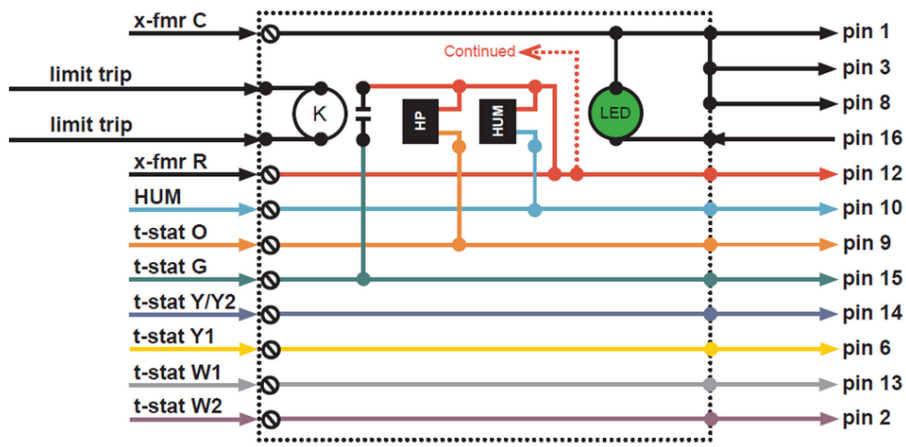 x-fmr C
pin 1
Continued
pin 3
limit trip
pin 8
K
HP
HUM
LED
limit trip
pin 16
x-fmr R
pin 12
HUM
pin 10
t-stat O
pin 9
t-stat G
pin 15
t-stat Y/Y2
pin 14
t-stat Y1
pin 6
t-stat W1
pin 13
t-stat W2
pin 2